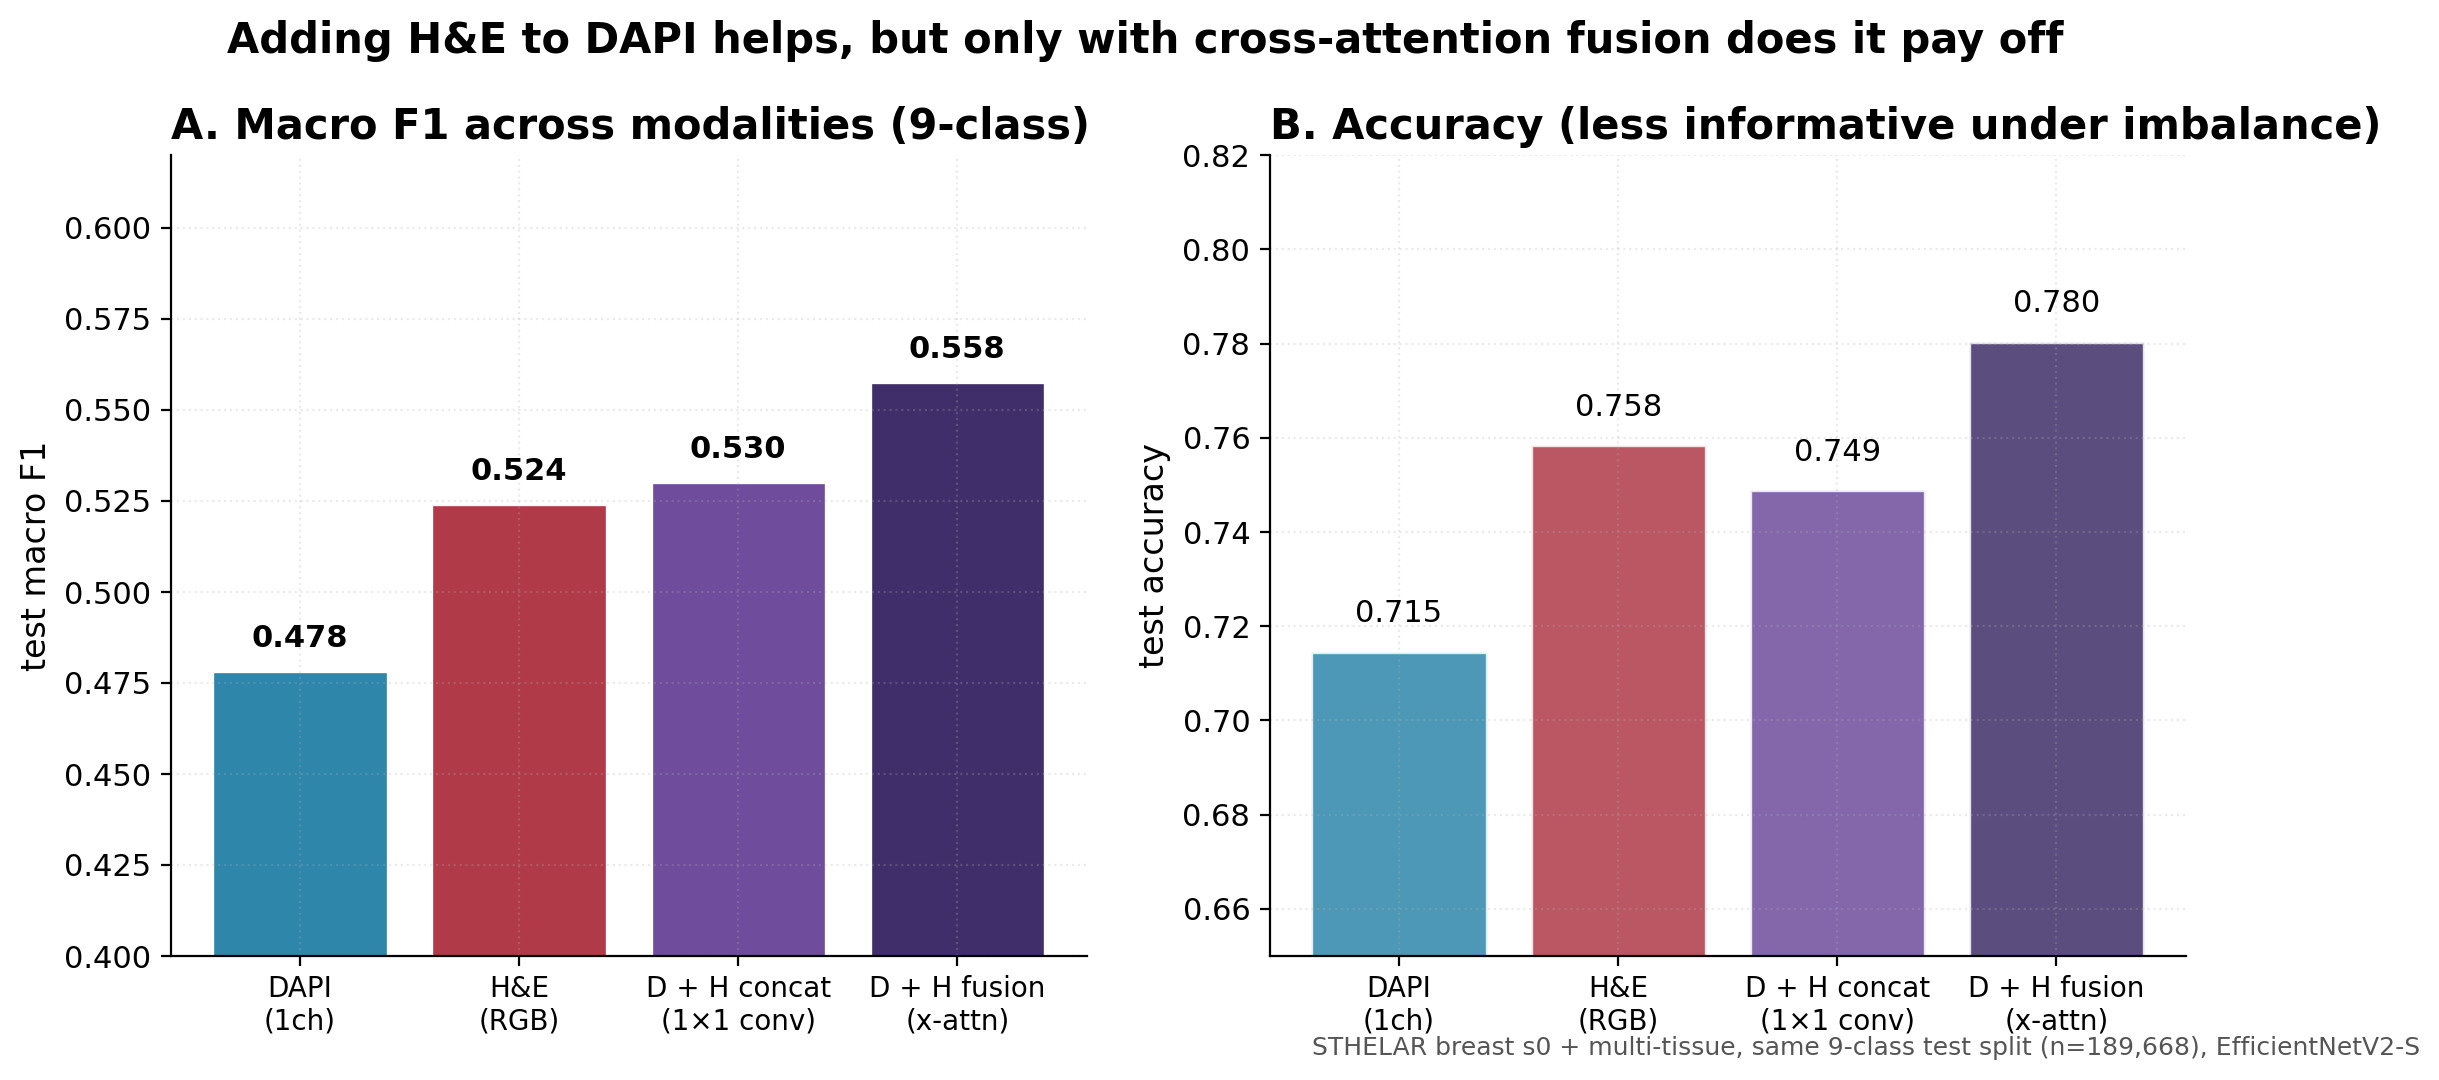 Adding H&E to DAPI helps, but only with cross-attention fusion does it pay off
A. Macro F1 across modalities (9-class)
test macro F1
0.600
0.575
0.550
0.525
0.500
0.475
0.450
0.425
0.400
0.478
0.524
0.530
0.558
DAPI
(1ch)
H&E
(RGB)
D + H concat
(1×1 conv)
D + H fusion
(x-attn)
B. Accuracy (less informative under imbalance)
test accuracy
0.82
0.80
0.78
0.76
0.74
0.72
0.70
0.68
0.66
0.715
0.758
0.749
0.780
DAPI
(1ch)
H&E
(RGB)
D + H concat
(1×1 conv)
D + H fusion
(x-attn)
STHELAR breast s0 + multi-tissue, same 9-class test split (n=189,668), EfficientNetV2-S